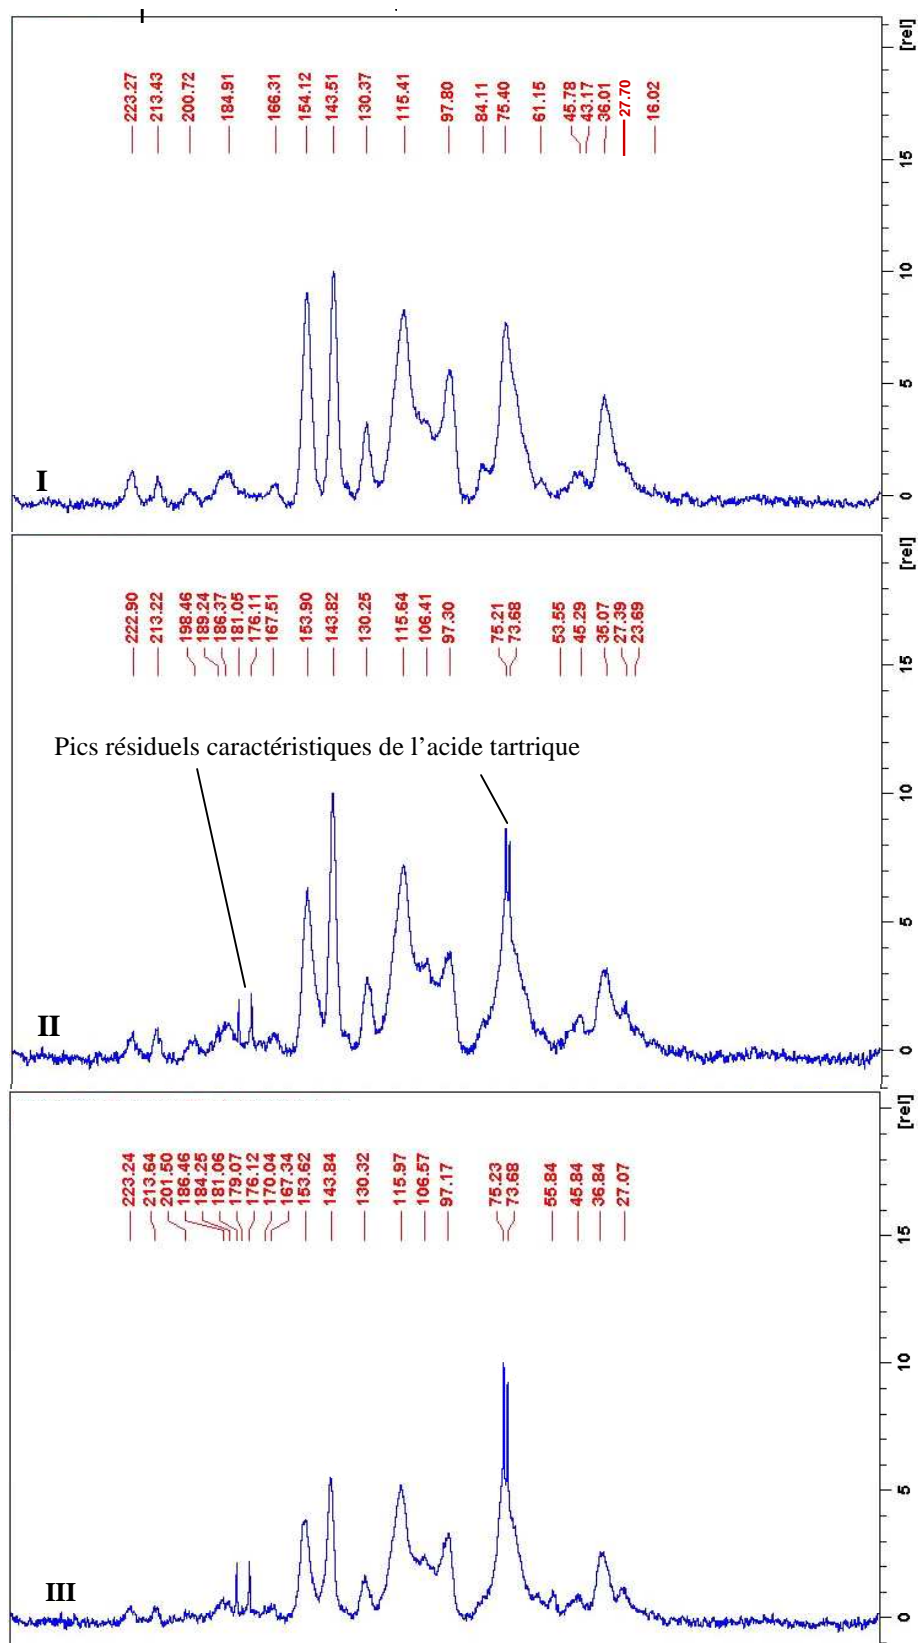 223.27 213.43 200.72 184.91 166.31 154.12 143.51 130.37 115.41 97.80 84.11 75.40 61.15 45.78 43.17 36.01 27.70 16.02
[rel]
15
10
5
0
I
222.90 213.22 198.46 189.24 186.37 181.05 176.11 167.51 153.90 143.82 130.25 115.64 106.41 97.30 75.21 73.68 53.55 45.29 35.07 27.39 23.69
[rel]
15
Pics résiduels caractéristiques de l’acide tartrique
10
5
0
II
223.24 213.64 201.50 186.46 184.25 181.06 179.07 176.12 170.04 167.34 153.62 143.84 130.32 115.97 106.57 97.17 75.23 73.68 55.84 45.84 36.84 27.07
[rel]
15
10
5
0
III